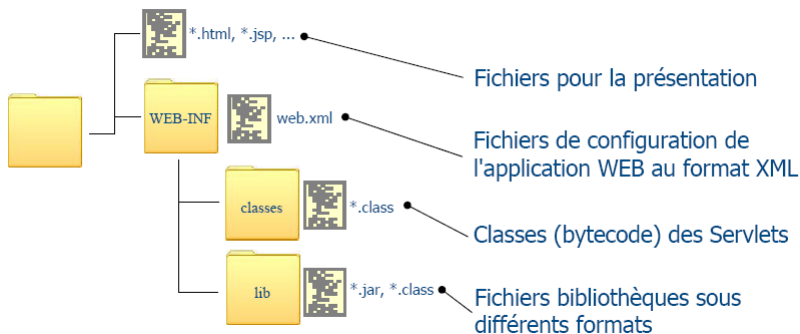 *.html, *.jsp, ...
Fichiers pour la présentation
WEB-INF
web.xml
Fichiers de configuration de
l'application WEB au format XML
classes
*.class
Classes (bytecode) des Servlets
lib
*.jar, *.class
Fichiers bibliothèques sous
différents formats